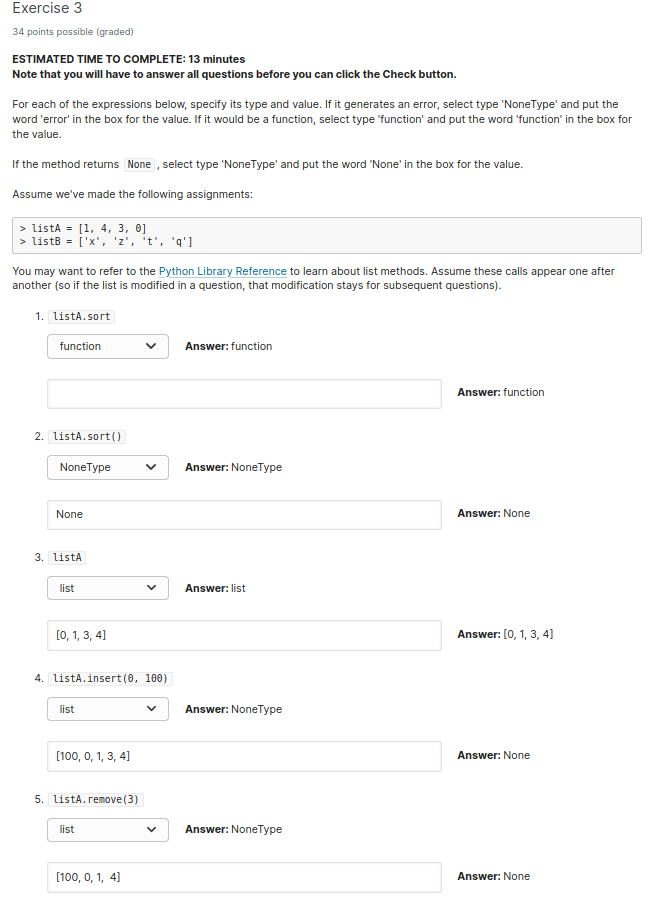 Exercise 3
34 points possible (graded)
ESTIMATED TIME TO COMPLETE: 13 minutes
Note that you will have to answer all questions before you can click the Check button.
For each of the expressions below, specify its type and value. If it generates an error, select type 'NoneType' and put the
word 'error' in the box for the value. If it would be a function, select type 'function' and put the word 'function' in the box for
the value.
If the method returns None , select type 'NoneType' and put the word 'None' in the box for the value.
Assume we've made the following assignments:
> listA = [1, 4, 3, 0]
> listB = ['x', 'z', 't', 'q']
You may want to refer to the Python Library Reference to learn about list methods. Assume these calls appear one after
another (so if the list is modified in a question, that modification stays for subsequent questions).
1. listA.sort
function Answer: function
Answer: function
2. listA.sort()
NoneType Answer: NoneType
None Answer: None
3. listA
list Answer: list
[0, 1, 3, 4] Answer: [0, 1, 3, 4]
4. listA.insert(0, 100)
list Answer: NoneType
[100, 0, 1, 3, 4] Answer: None
5. listA.remove(3)
list Answer: NoneType
[100, 0, 1,  4] Answer: None